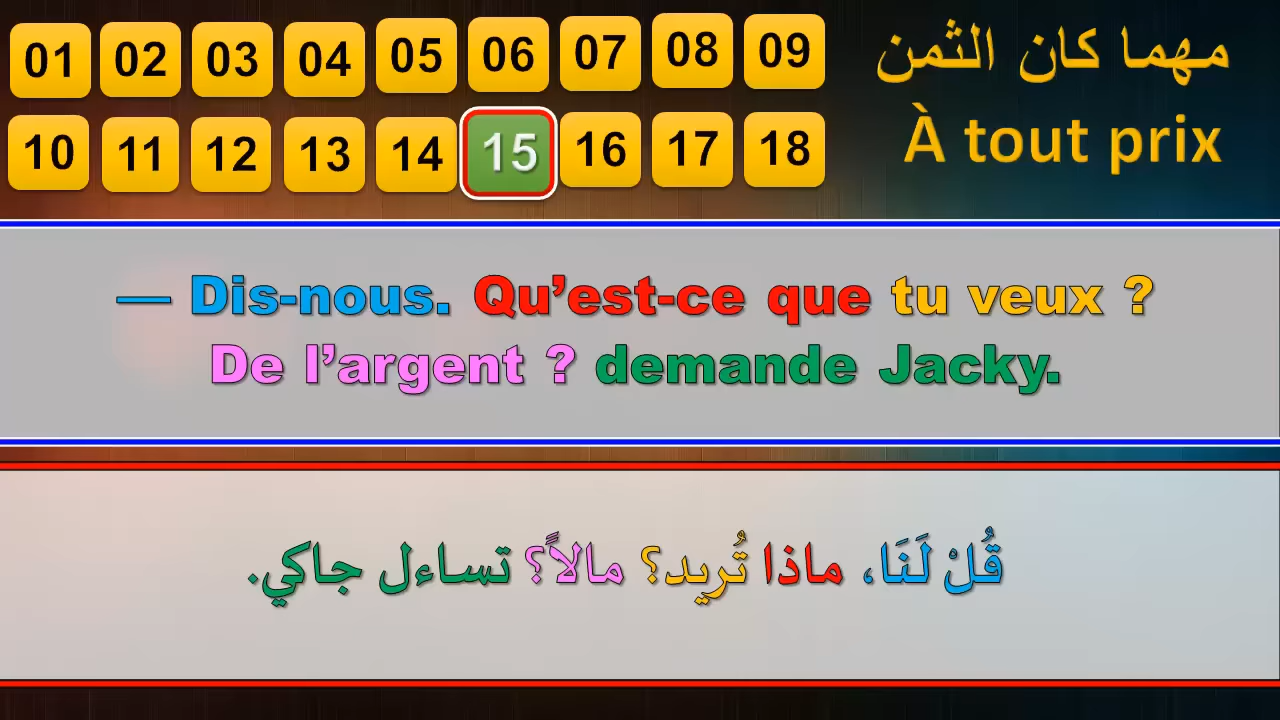 01 02 03 04 05 06 07 08 09
10 11 12 13 14 15 16 17 18
مهما كان الثمن
À tout prix
— Dis-nous. Qu’est-ce que tu veux ?
De l’argent ? demande Jacky.
قُلْ لَنَا، ماذا تُريد؟ مالاً؟ تساءل جاكي.